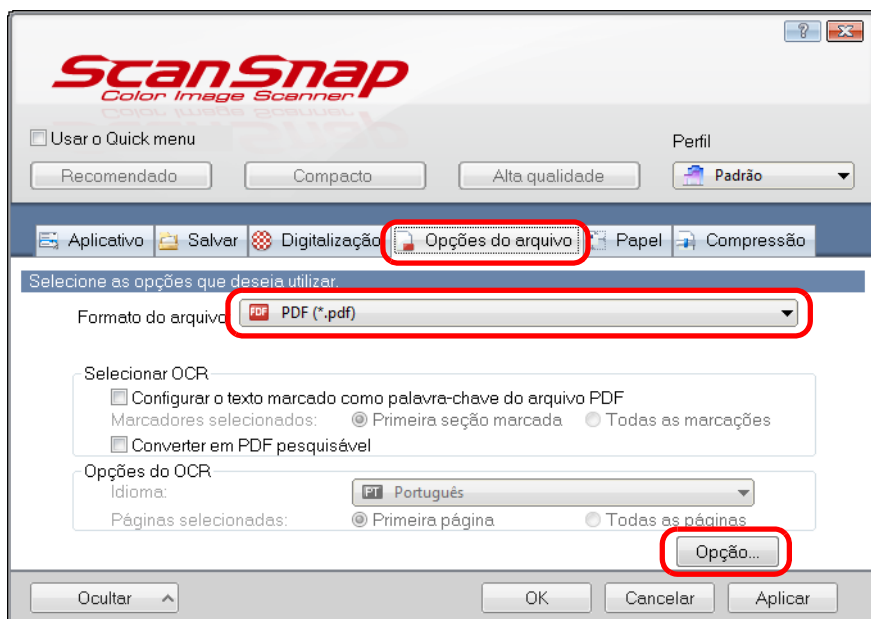 ScanSnap
Color Image Scanner
Usar o Quick menu
Perfil
Recomendado Compacto Alta qualidade Padrão
Aplicativo Salvar Digitalização Opções do arquivo Papel Compressão
Selecione as opções que deseja utilizar.
Formato do arquivo PDF PDF (*.pdf)
Selecionar OCR
Configurar o texto marcado como palavra-chave do arquivo PDF
Marcadores selecionados: Primeira seção marcada Todas as marcações
Converter em PDF pesquisável
Opções do OCR
Idioma: PT Português
Páginas selecionadas: Primeira página Todas as páginas
Opção...
Ocultar OK Cancelar Aplicar